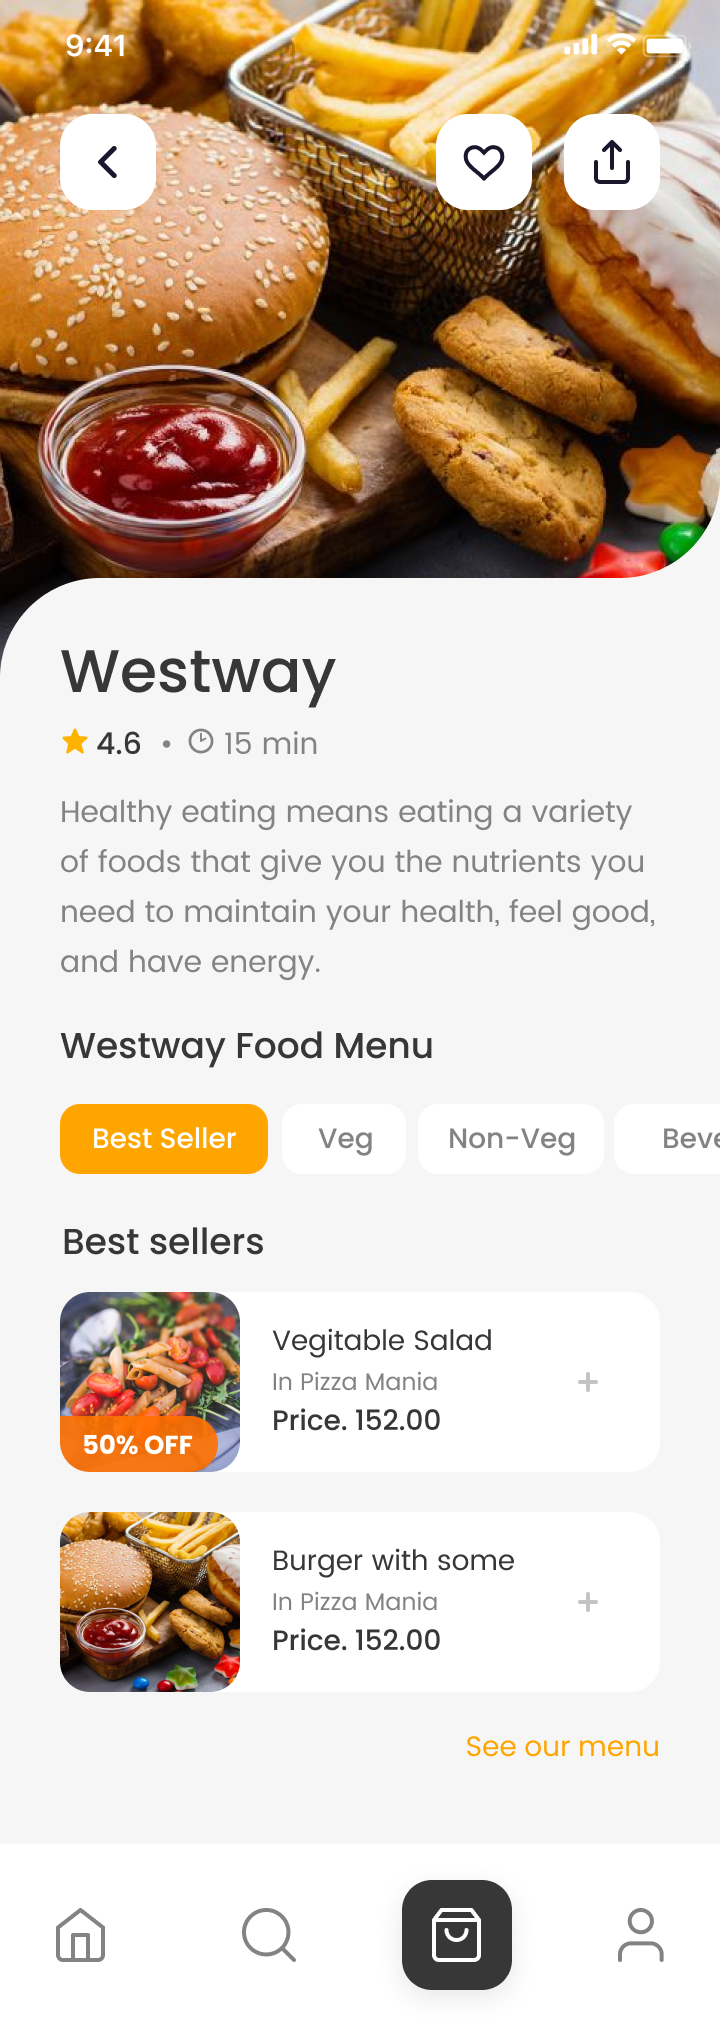 9:41
Westway
4.6 • 15 min
Healthy eating means eating a variety
of foods that give you the nutrients you
need to maintain your health, feel good,
and have energy.
Westway Food Menu
Best Seller Veg Non-Veg Beve
Best sellers
Vegitable Salad
In Pizza Mania
Price. 152.00
50% OFF
Burger with some
In Pizza Mania
Price. 152.00
See our menu